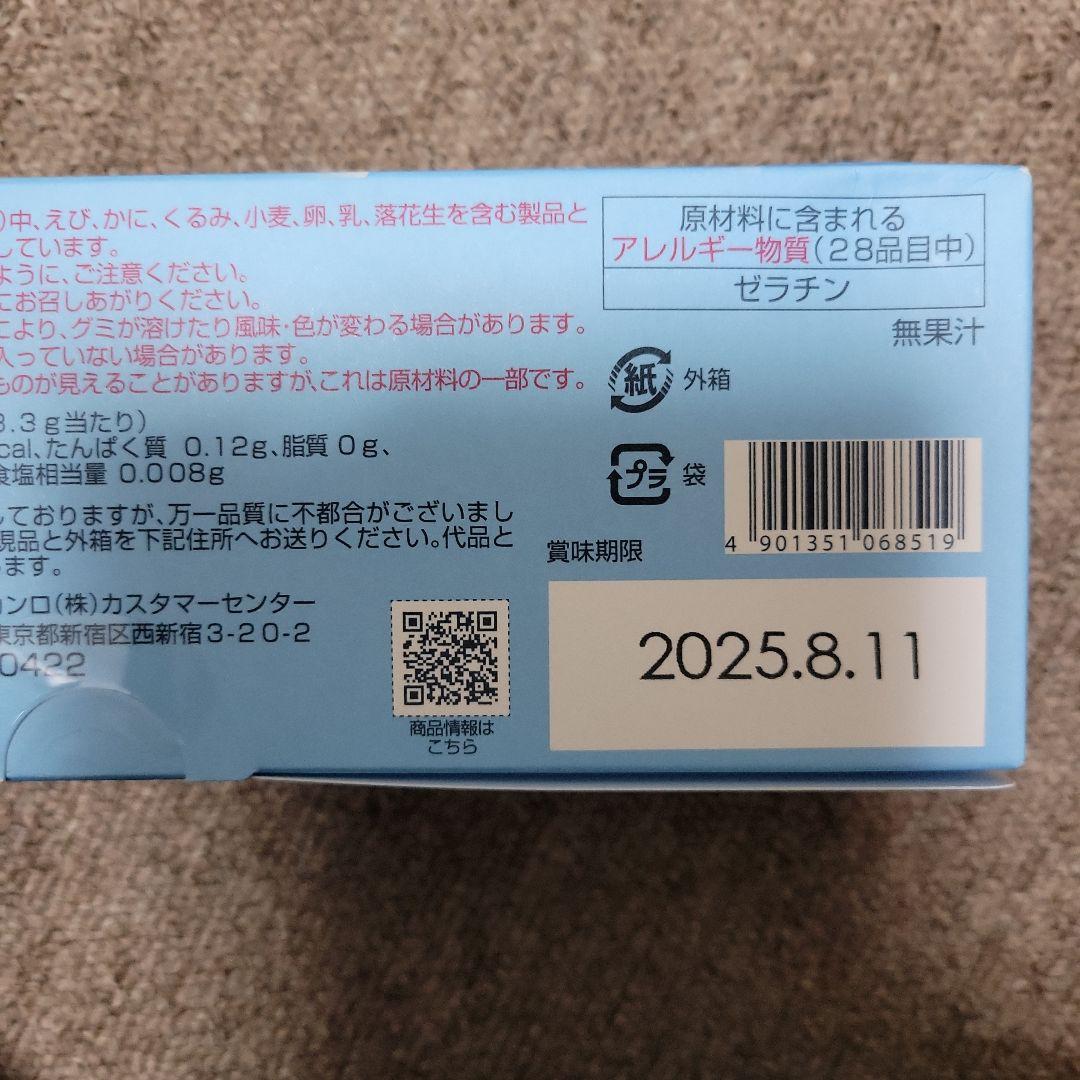 )中、えび、かに、くるみ、小麦、卵、乳、落花生を含む製品と
しています。
ように、ご注意ください。
にお召しあがりください。
により、グミが溶けたり風味・色が変わる場合があります。
入っていない場合があります。
ものが見えることがありますが、これは原材料の一部です。
3.3g当たり)
cal、たんぱく質 0.12g、脂質 0g、
食塩相当量 0.008g
しておりますが、万一品質に不都合がございまし
現品と外箱を下記住所へお送りください。代品と
ます。
カンロ(株)カスタマーセンター
東京都新宿区西新宿3-20-2
0422
商品情報は
こちら
原材料に含まれる
アレルギー物質(28品目中)
ゼラチン
無果汁
紙 外箱
プラ 袋
4 901351 068519
賞味期限
2025.8.11